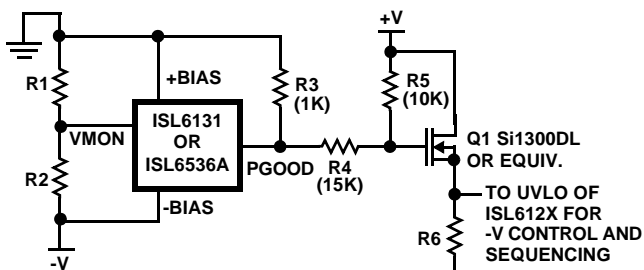 +V
R1
+BIAS
R3
(1K)
R5
(10K)
VMON
ISL6131
OR
ISL6536A
PGOOD
R4
(15K)
Q1 Si1300DL
OR EQUIV.
R2
-BIAS
-V
TO UVLO OF
ISL612X FOR
-V CONTROL AND
SEQUENCING
R6